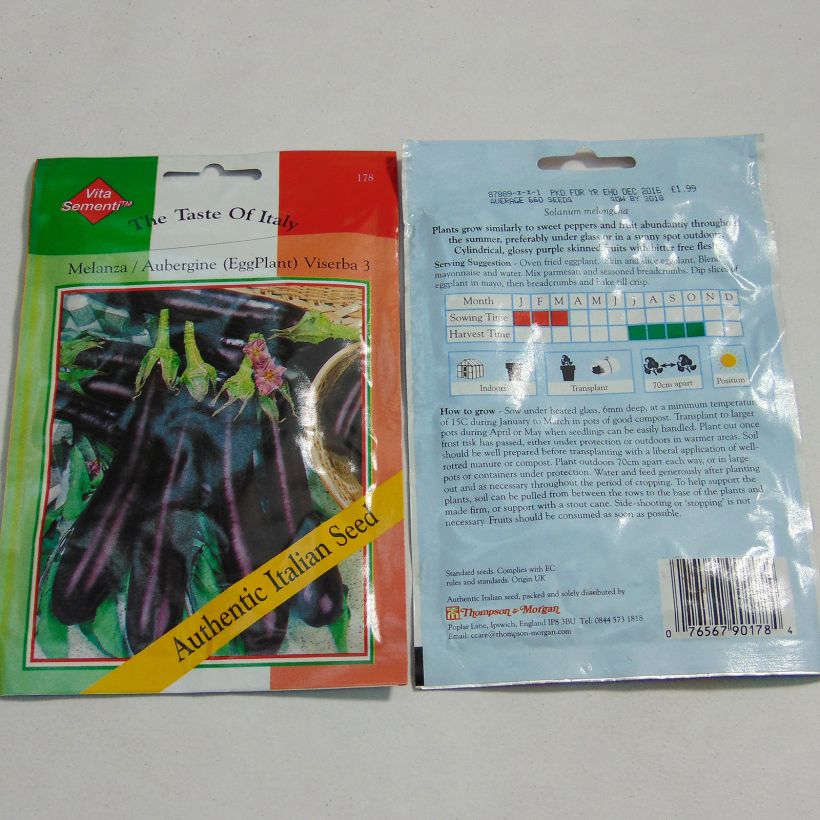 Vita
Sementi™
178
The Taste Of Italy
Melanza / Aubergine (EggPlant) Viserba 3
Authentic Italian Seed
87889-X-X-1 PKD FOR YR END DEC 2016 £1.99
AVERAGE 660 SEEDS SOW BY 2018
Solanum melongena
Plants grow similarly to sweet peppers and fruit abundantly throughout
the summer, preferably under glass or in a sunny spot outdoors.
Cylindrical, glossy purple skinned fruits with bitter free flesh
Serving Suggestion - Oven fried eggplant. Skin and slice eggplant. Blend
mayonnaise and water. Mix parmesan and seasoned breadcrumbs. Dip slices of
eggplant in mayo, then breadcrumbs and bake till crisp.
Month J F M A M J J A S O N D
Sowing Time
Harvest Time
Indoors
Transplant
70cm apart
Position
How to grow - Sow under heated glass, 6mm deep, at a minimum temperature
of 15C during January to March in pots of good compost. Transplant to larger
pots during April or May when seedlings can be easily handled. Plant out once
frost risk has passed, either under protection or outdoors in warmer areas. Soil
should be well prepared before transplanting with a liberal application of well-
rotted manure or compost. Plant outdoors 70cm apart each way, or in large
pots or containers under protection. Water and feed generously after planting
out and as necessary throughout the period of cropping. To help support the
plants, soil can be pulled from between the rows to the base of the plants and
made firm, or support with a stout cane. Side-shooting or 'stopping' is not
necessary. Fruits should be consumed as soon as possible.
Standard seeds. Complies with EC
rules and standards. Origin UK
Authentic Italian seed, packed and solely distributed by
Thompson & Morgan
Poplar Lane, Ipswich, England IP8 3BU Tel: 0844 573 1818
Email: ccare@thompson-morgan.com
0 76567 90178 4